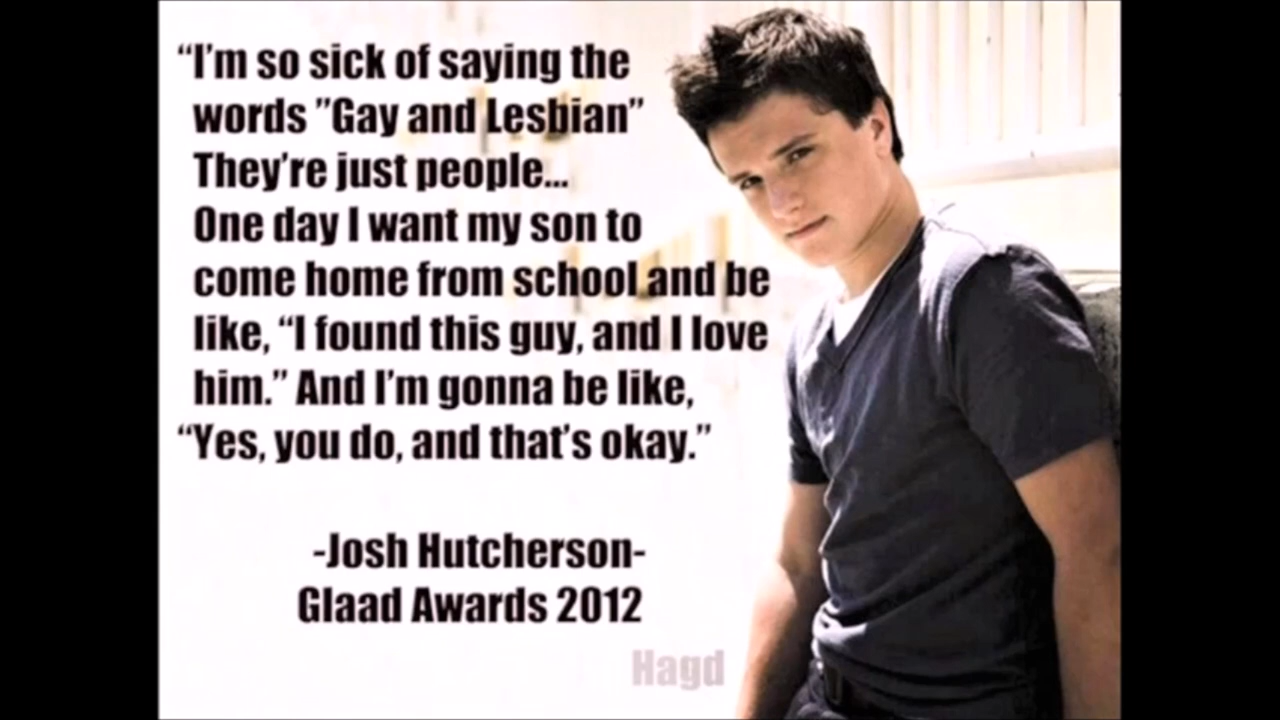 “I’m so sick of saying the
words ”Gay and Lesbian”
They’re just people...
One day I want my son to
come home from school and be
like, “I found this guy, and I love
him.” And I’m gonna be like,
“Yes, you do, and that’s okay.”
-Josh Hutcherson-
Glaad Awards 2012
Hagd